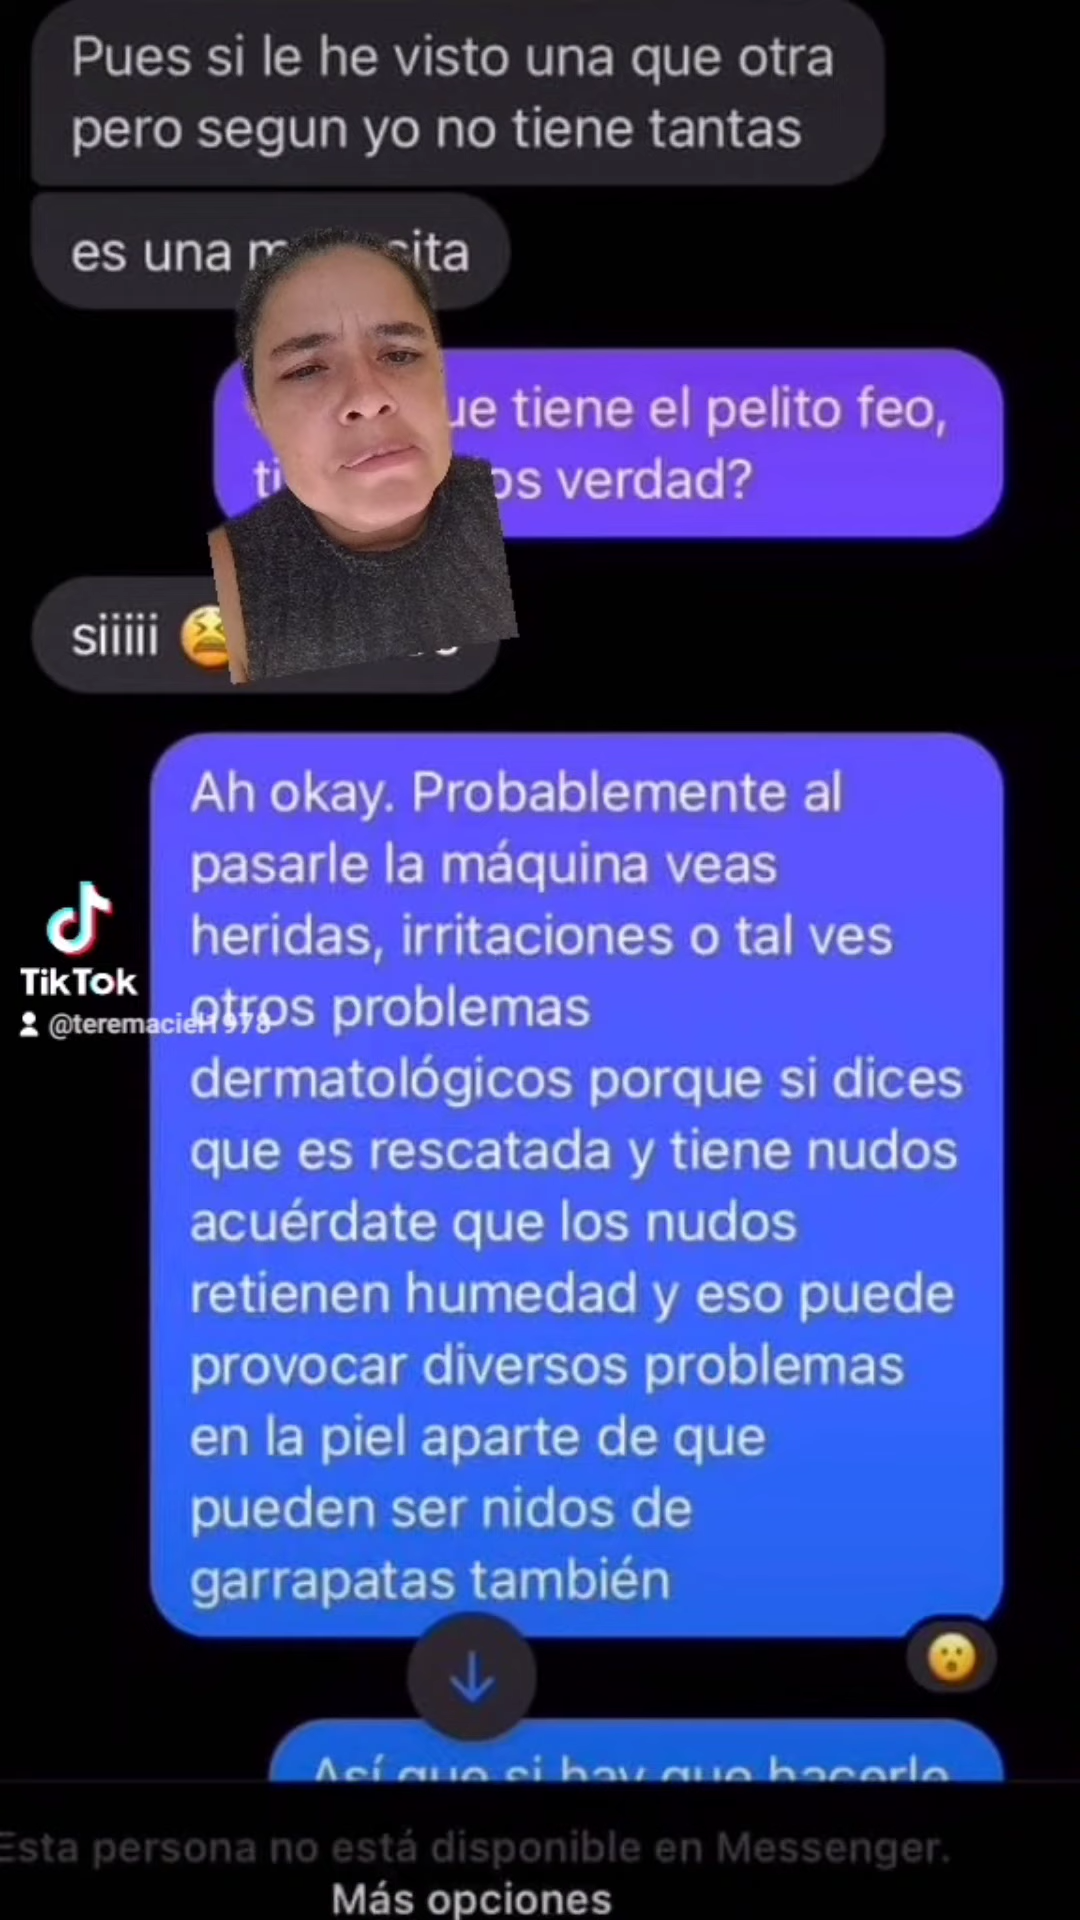 Pues si le he visto una que otra
pero segun yo no tiene tantas
es una
ue tiene el pelito feo,
os verdad?
siiiii 😫
Ah okay. Probablemente al
pasarle la máquina veas
heridas, irritaciones o tal ves
otros problemas
dermatológicos porque si dices
que es rescatada y tiene nudos
acuérdate que los nudos
retienen humedad y eso puede
provocar diversos problemas
en la piel aparte de que
pueden ser nidos de
garrapatas también
😮
TikTok
@teremaciel1978
Así que si hay que hacerle
Esta persona no está disponible en Messenger.
Más opciones